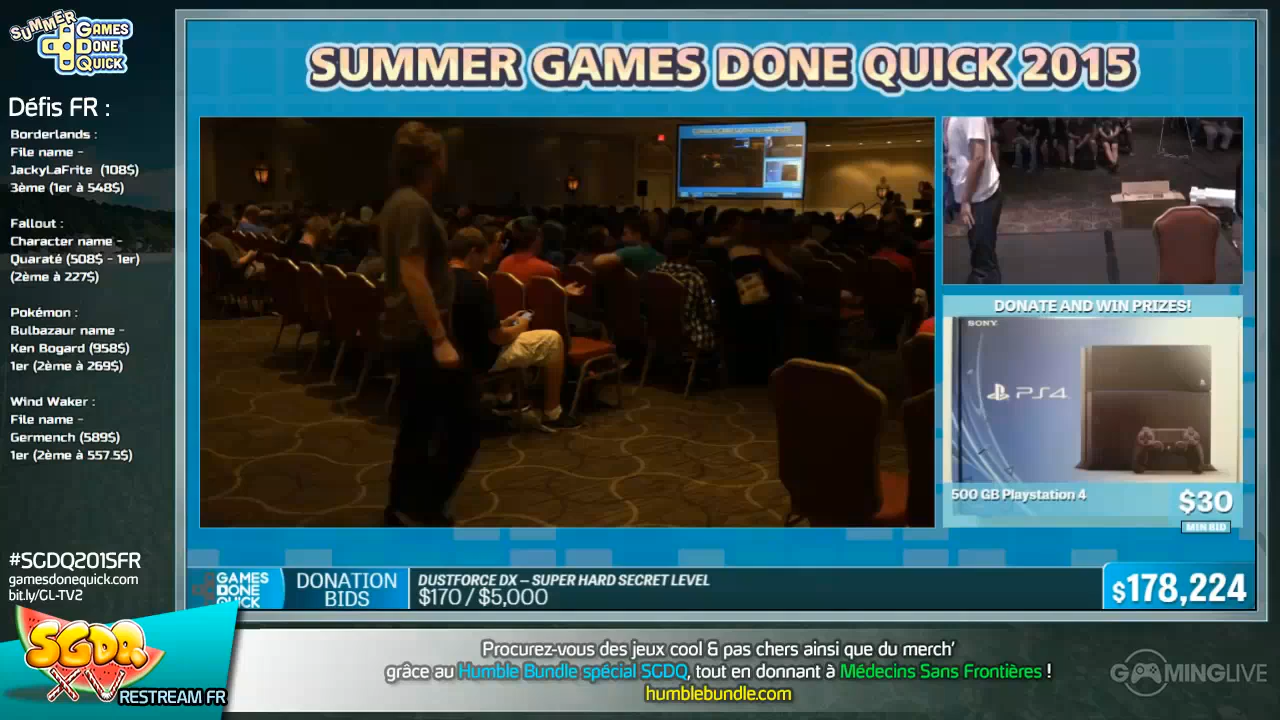 SUMMER
GAMES
DONE
QUICK
Défis FR :
Borderlands :
File name -
JackyLaFrite (108$)
3ème (1er à 548$)
Fallout :
Character name -
Quaraté (508$ - 1er)
(2ème à 227$)
Pokémon :
Bulbazaur name -
Ken Bogard (958$)
1er (2ème à 269$)
Wind Waker :
File name -
Germench (589$)
1er (2ème à 557.5$)
#SGDQ2015FR
gamesdonequick.com
bit.ly/GL-TV2
SGDQ
XV
RESTREAM FR
SUMMER GAMES DONE QUICK 2015
DONATE AND WIN PRIZES!
SONY
PS4
500 GB Playstation 4
$30
MIN BID
GAMES
DONE
QUICK
DONATION
BIDS
DUSTFORCE DX – SUPER HARD SECRET LEVEL
$170 / $5,000
$178,224
Procurez-vous des jeux cool & pas chers ainsi que du merch'
grâce au Humble Bundle spécial SGDQ, tout en donnant à Médecins Sans Frontières !
humblebundle.com
GAMINGLIVE